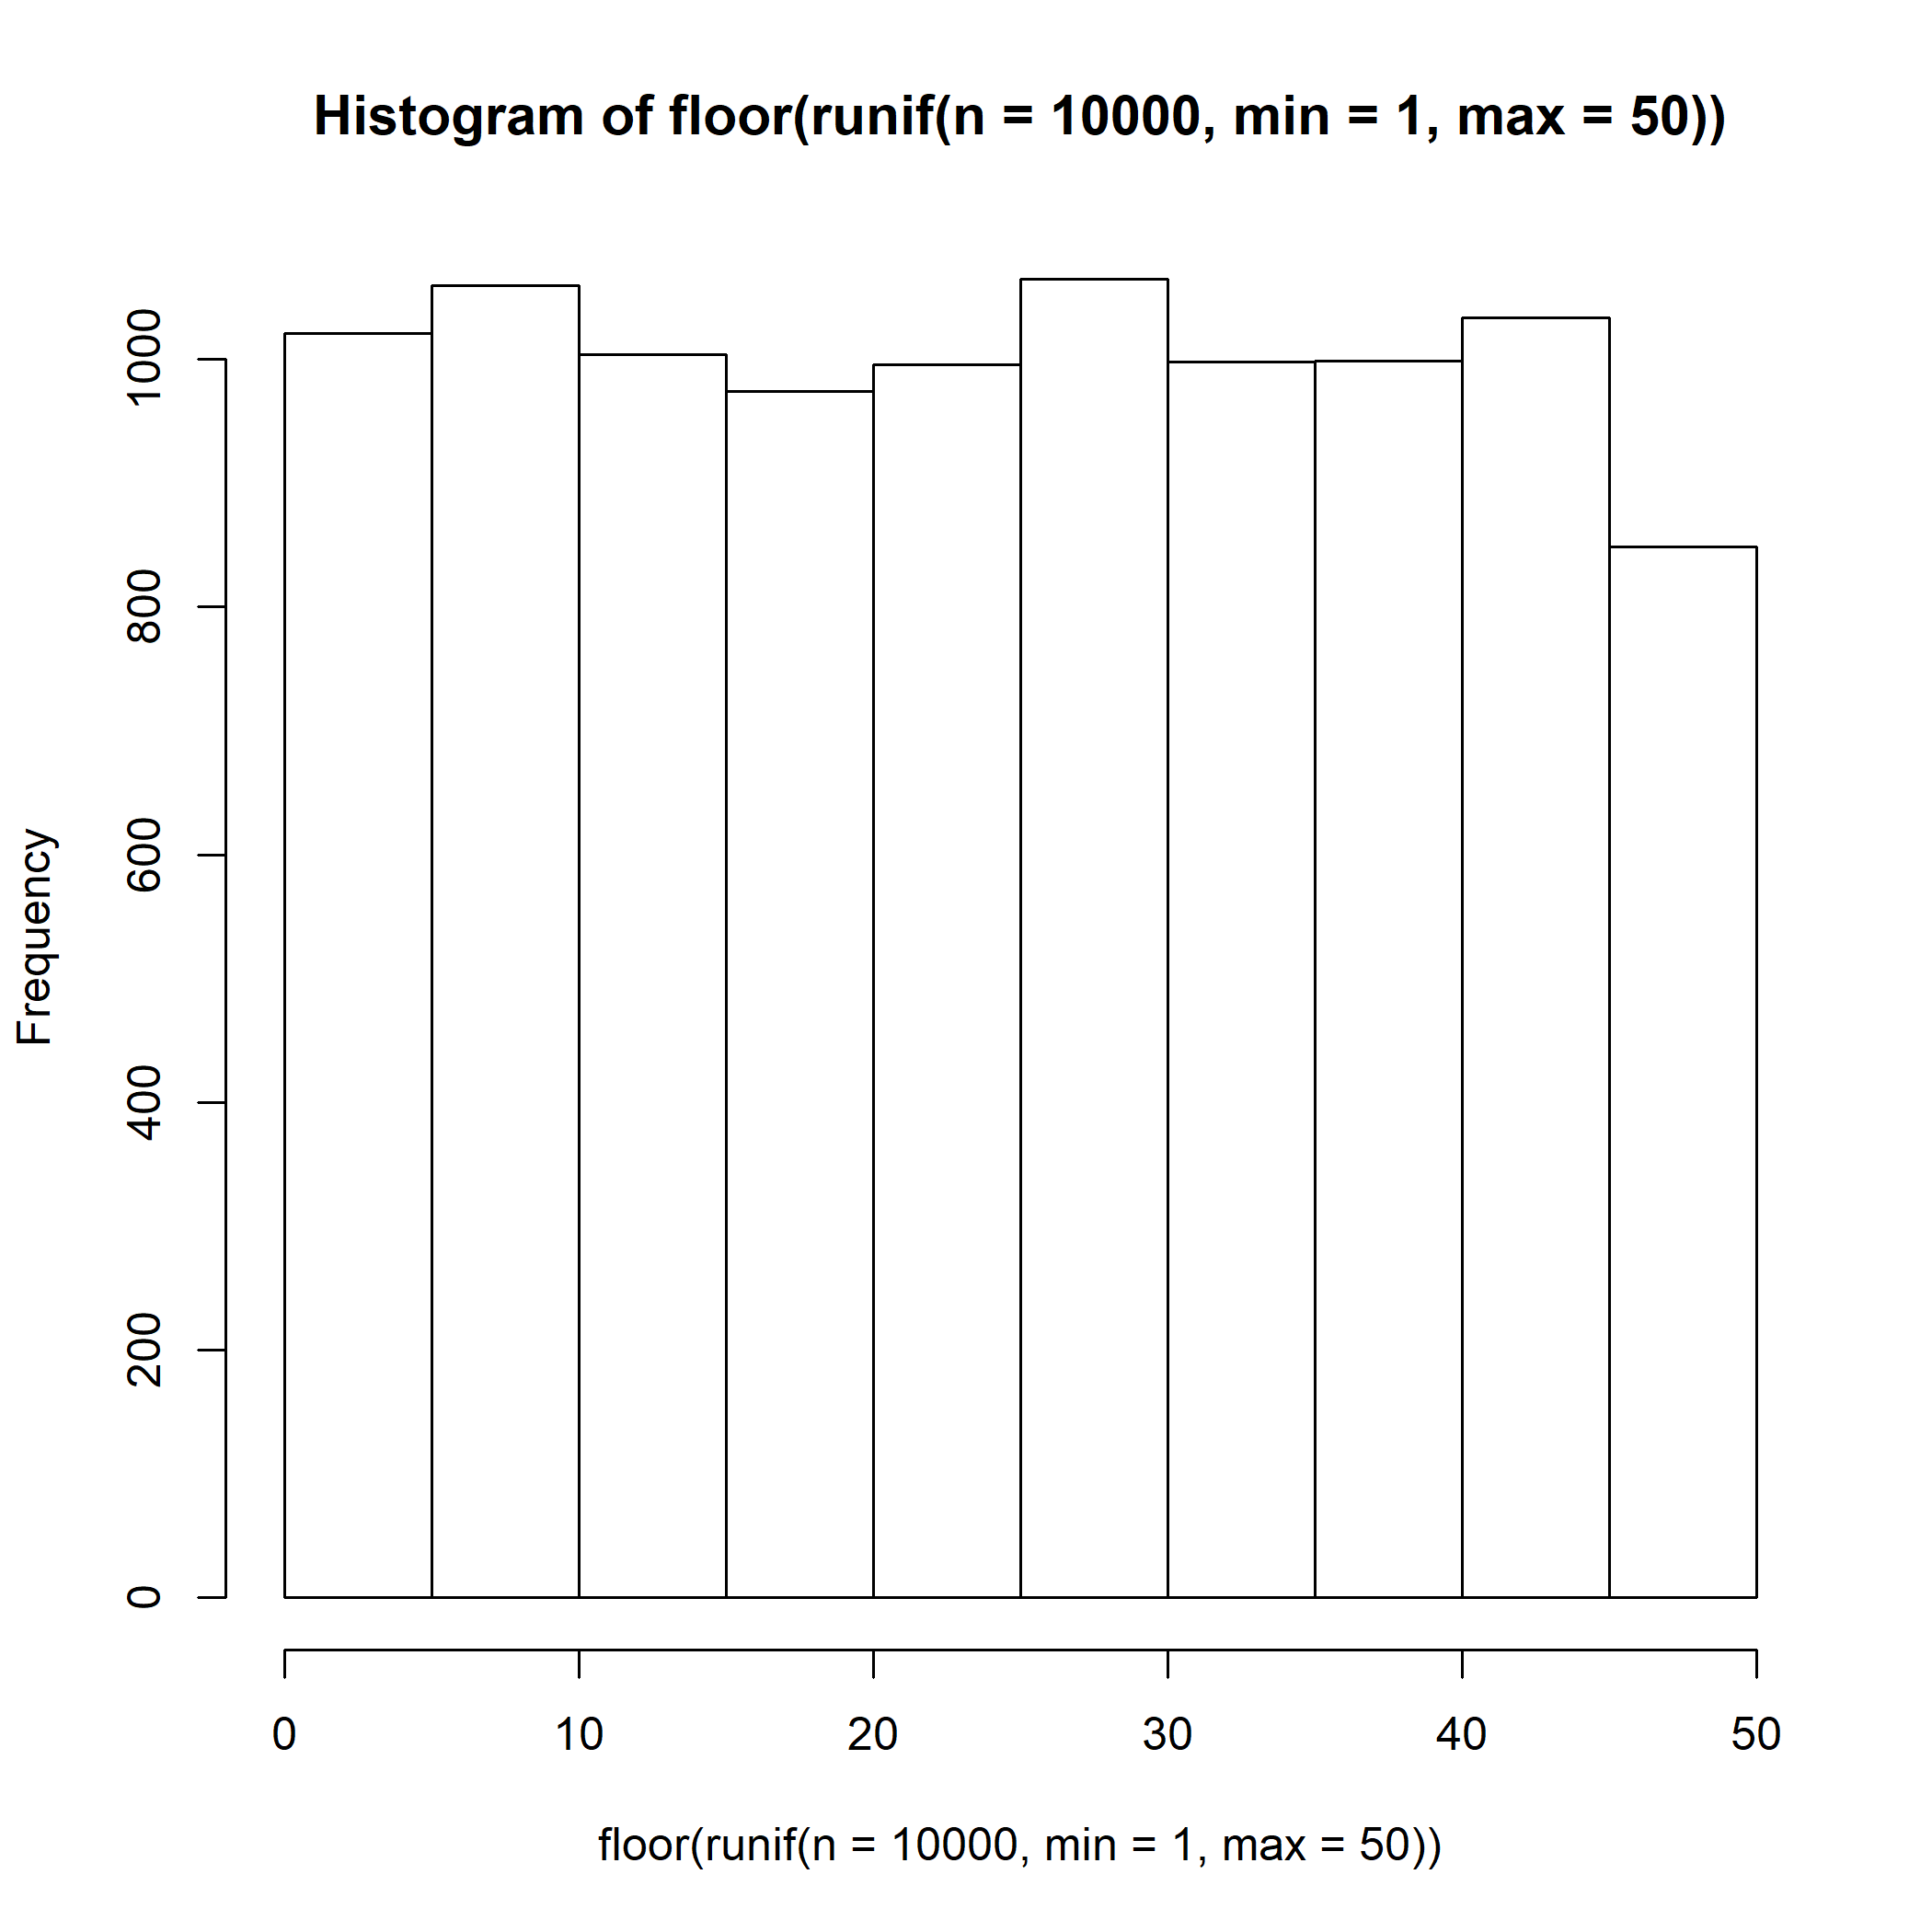 Histogram of floor(runif(n = 10000, min = 1, max = 50))
Frequency
1000
800
600
400
200
0
0 10 20 30 40 50
floor(runif(n = 10000, min = 1, max = 50))